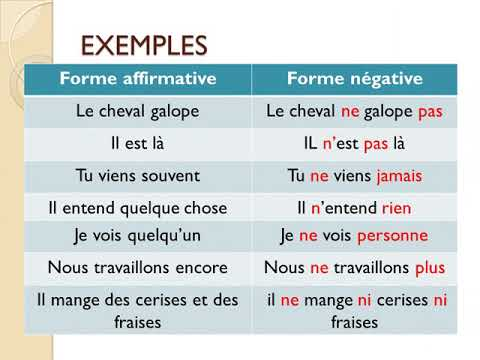 EXEMPLES
Forme affirmative Forme négative
Le cheval galope Le cheval ne galope pas
Il est là IL n'est pas là
Tu viens souvent Tu ne viens jamais
Il entend quelque chose Il n'entend rien
Je vois quelqu'un Je ne vois personne
Nous travaillons encore Nous ne travaillons plus
Il mange des cerises et des il ne mange ni cerises ni
fraises fraises